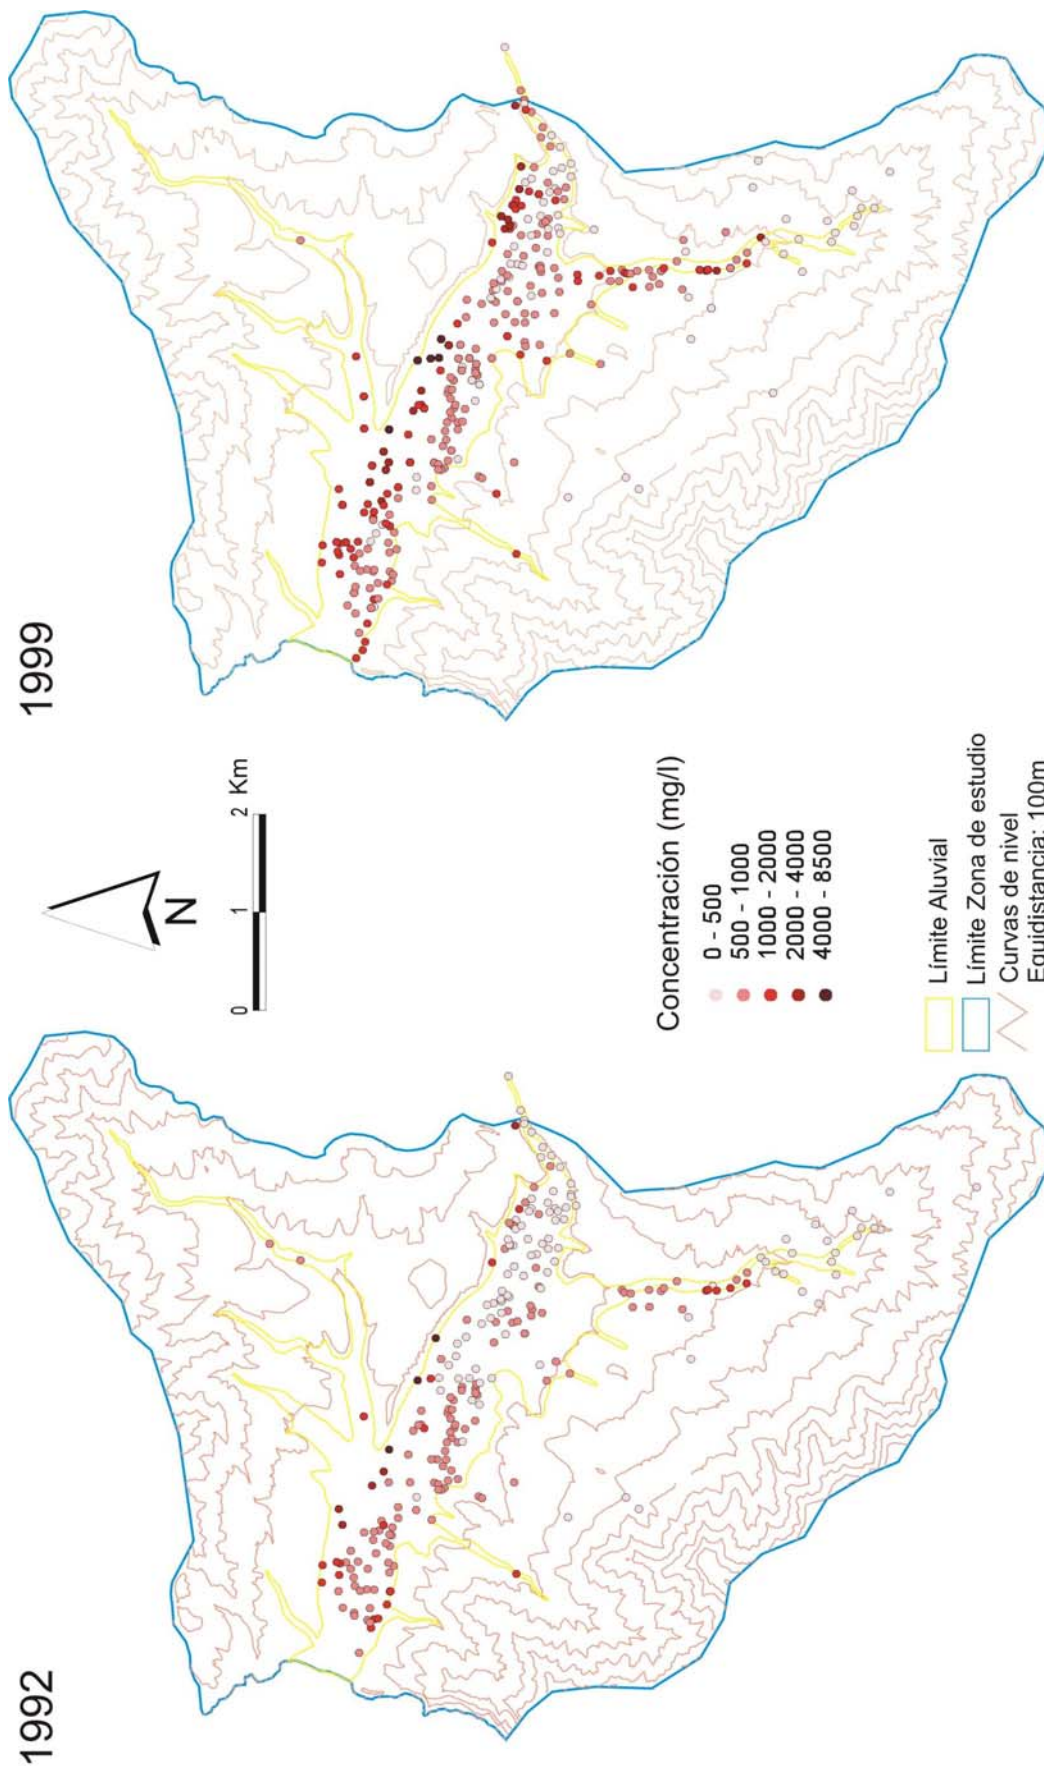 1992
1999
N
0 1 2 Km
Concentración (mg/l)
0 - 500
500 - 1000
1000 - 2000
2000 - 4000
4000 - 8500
Límite Aluvial
Límite Zona de estudio
Curvas de nivel
Equidistancia: 100m